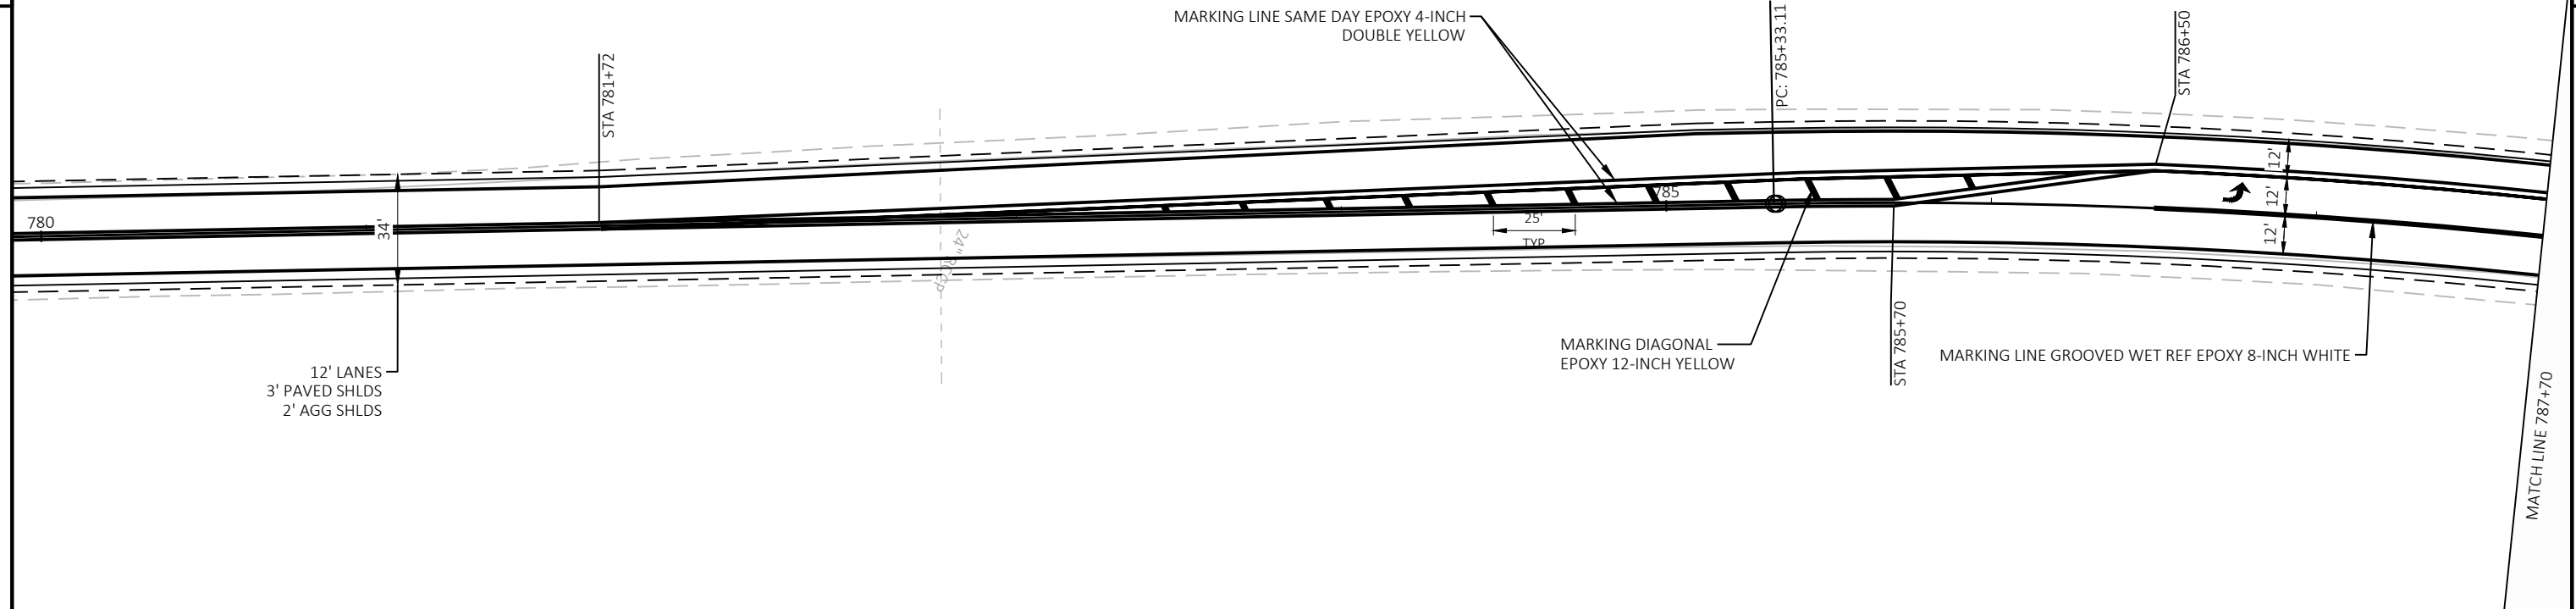 MARKING LINE SAME DAY EPOXY 4-INCH
DOUBLE YELLOW
STA 781+72
PC: 785+33.11
STA 786+50
780
34'
24" RCCP
785
25'
TYP
12'
12'
12'
12' LANES
3' PAVED SHLDS
2' AGG SHLDS
MARKING DIAGONAL
EPOXY 12-INCH YELLOW
STA 785+70
MARKING LINE GROOVED WET REF EPOXY 8-INCH WHITE
MATCH LINE 787+70